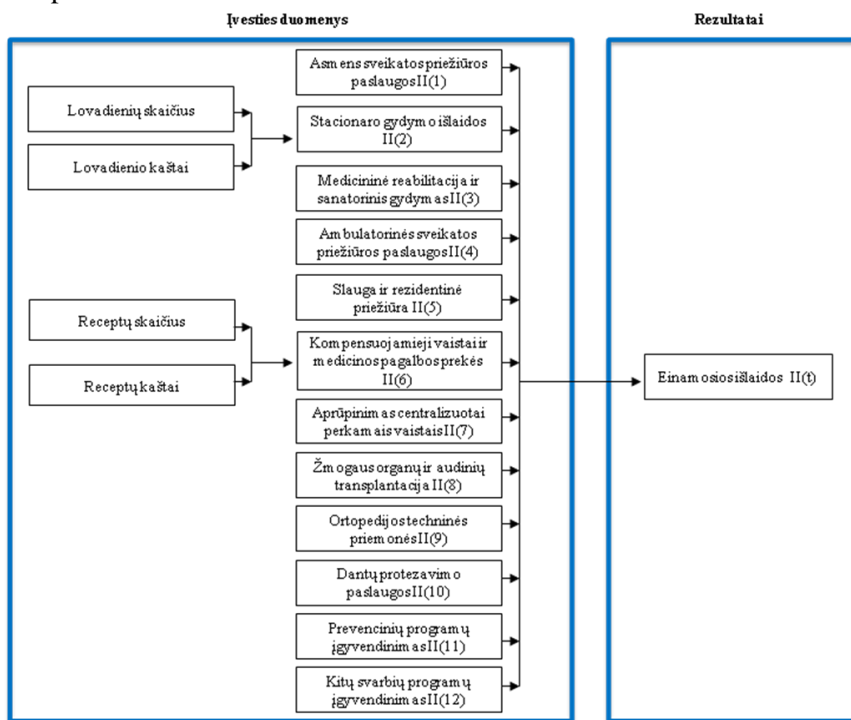 Įvesties duomenys
Rezultatai
Asmens sveikatos priežiūros
paslaugos II(1)
Lovadienių skaičius
Stacionaro gydymo išlaidos
II(2)
Lovadienio kaštai
Medicininė reabilitacija ir
sanatorinis gydymas II(3)
Ambulatorinės sveikatos
priežiūros paslaugos II(4)
Slauga ir rezidentinė
priežiūra II(5)
Receptų skaičius
Kompensuojamieji vaistai ir
medicinos pagalbos prekės
II(6)
Receptų kaštai
Einamosios išlaidos II(t)
Aprūpinimas centralizuotai
perkamais vaistais II(7)
Žmogaus organų ir audinių
transplantacija II(8)
Ortopedijos techninės
priemonės II(9)
Dantų protezavimo
paslaugos II(10)
Prevencinių programų
įgyvendinimas II(11)
Kitų svarbių programų
įgyvendinimas II(12)